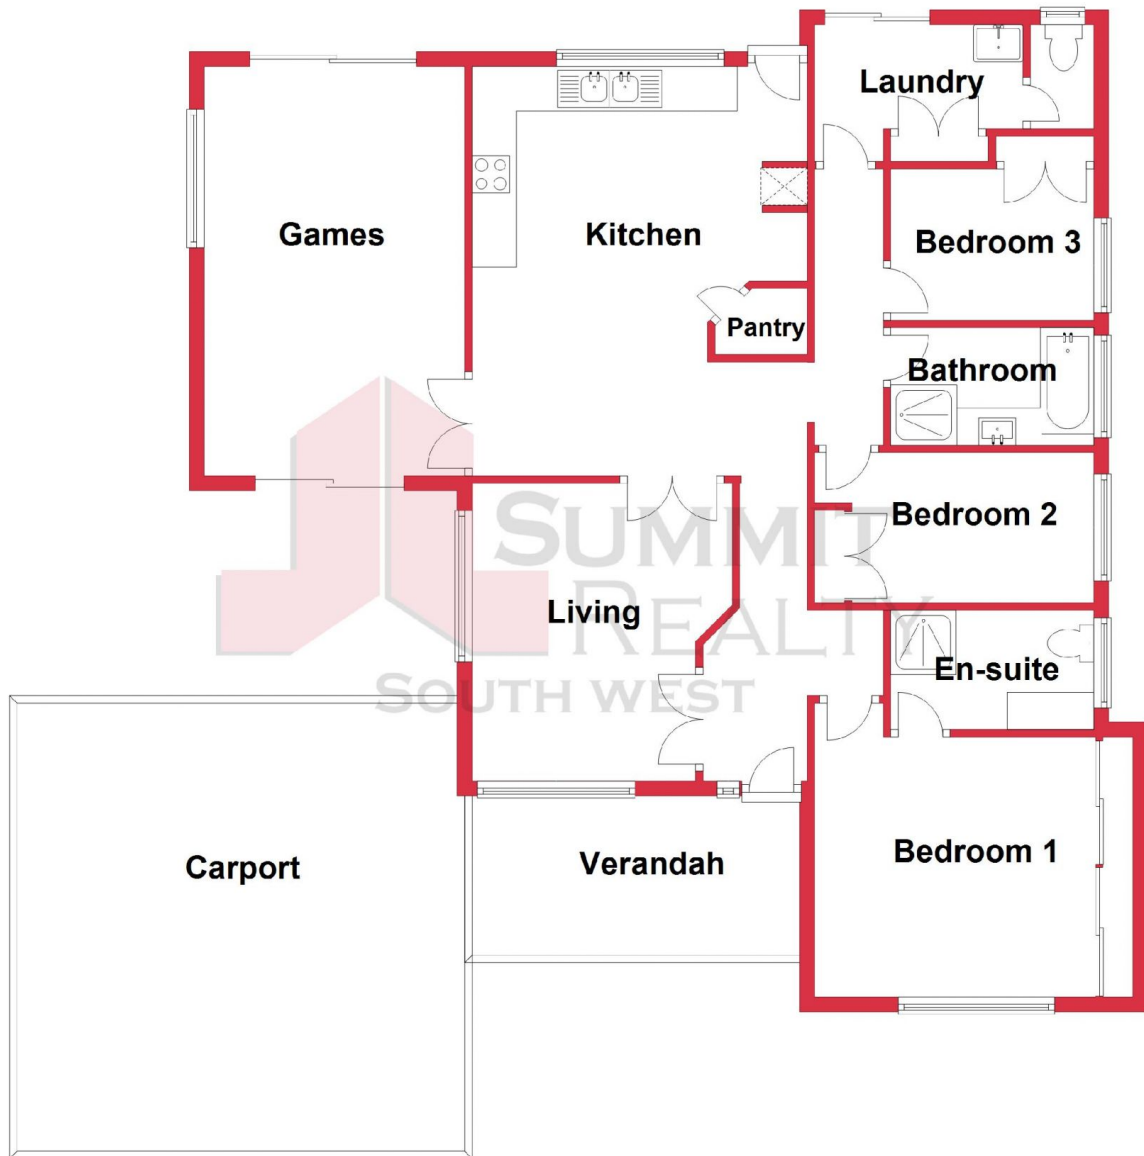 Laundry
Games
Kitchen
Bedroom 3
Pantry
Bathroom
Bedroom 2
SUMMIT
REALTY
SOUTH WEST
Living
En-suite
Carport
Verandah
Bedroom 1